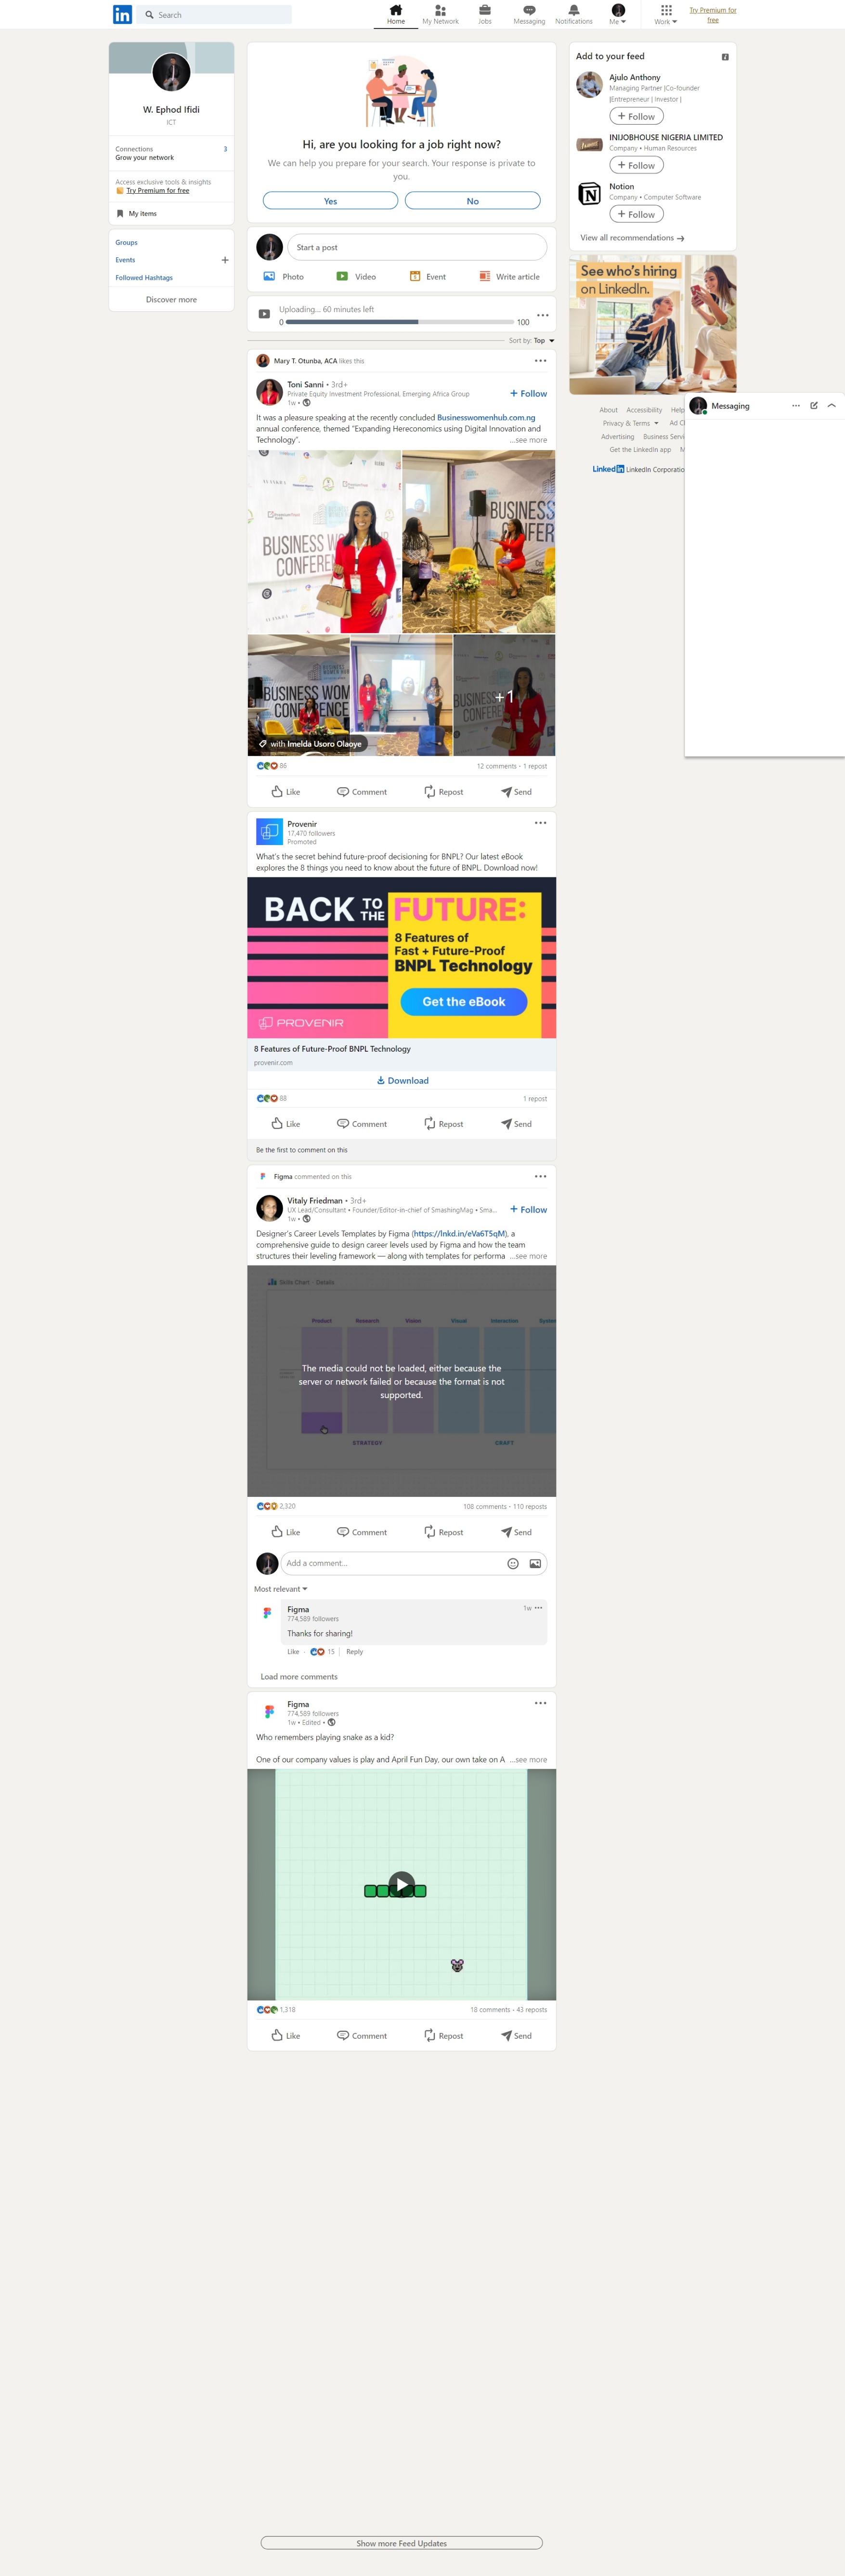 in
Search
Home
My Network
Jobs
Messaging
Notifications
Me
Work
Try Premium for
free
W. Ephod Ifidi
ICT
Connections 3
Grow your network
Access exclusive tools & insights
Try Premium for free
My items
Groups
Events
Followed Hashtags
Discover more
Hi, are you looking for a job right now?
We can help you prepare for your search. Your response is private to
you.
Yes
No
Start a post
Photo
Video
Event
Write article
Uploading... 60 minutes left
0 100
Sort by: Top
Mary T. Otunba, ACA likes this
Toni Sanni • 3rd+
Private Equity Investment Professional, Emerging Africa Group
1w •
+ Follow
It was a pleasure speaking at the recently concluded Businesswomenhub.com.ng
annual conference, themed “Expanding Hereconomics using Digital Innovation and
Technology”.
...see more
BUSINESS WO
CONFEREN
BUSINESS
BUSINESS WOM
CONFERENCE
+1
with Imelda Usoro Olaoye
86
12 comments • 1 repost
Like
Comment
Repost
Send
Provenir
17,470 followers
Promoted
What's the secret behind future-proof decisioning for BNPL? Our latest eBook
explores the 8 things you need to know about the future of BNPL. Download now!
BACK TO THE FUTURE:
8 Features of
Fast + Future-Proof
BNPL Technology
Get the eBook
PROVENIR
8 Features of Future-Proof BNPL Technology
provenir.com
Download
88
1 repost
Like
Comment
Repost
Send
Be the first to comment on this
Figma commented on this
Vitaly Friedman • 3rd+
UX Lead/Consultant • Founder/Editor-in-chief of SmashingMag • Sma...
1w •
+ Follow
Designer's Career Levels Templates by Figma (https://lnkd.in/eVa6T5qM), a
comprehensive guide to design career levels used by Figma and how the team
structures their leveling framework — along with templates for performa ...see more
Skills Chart - Details
Product
Research
Vision
Visual
Interaction
System
The media could not be loaded, either because the
server or network failed or because the format is not
supported.
STRATEGY
CRAFT
2,320
108 comments • 110 reposts
Like
Comment
Repost
Send
Add a comment...
Most relevant
Figma
774,589 followers
1w
Thanks for sharing!
Like
15
Reply
Load more comments
Figma
774,589 followers
1w • Edited •
Who remembers playing snake as a kid?
One of our company values is play and April Fun Day, our own take on A ...see more
1,318
18 comments • 43 reposts
Like
Comment
Repost
Send
Show more Feed Updates
Add to your feed
Ajulo Anthony
Managing Partner |Co-founder
|Entrepreneur | Investor |
+ Follow
INIJOBHOUSE NIGERIA LIMITED
Company • Human Resources
+ Follow
Notion
Company • Computer Software
+ Follow
View all recommendations
See who's hiring
on LinkedIn.
About
Accessibility
Help
Privacy & Terms
Ad C
Advertising
Business Servi
Get the LinkedIn app
M
LinkedIn LinkedIn Corporatio
Messaging